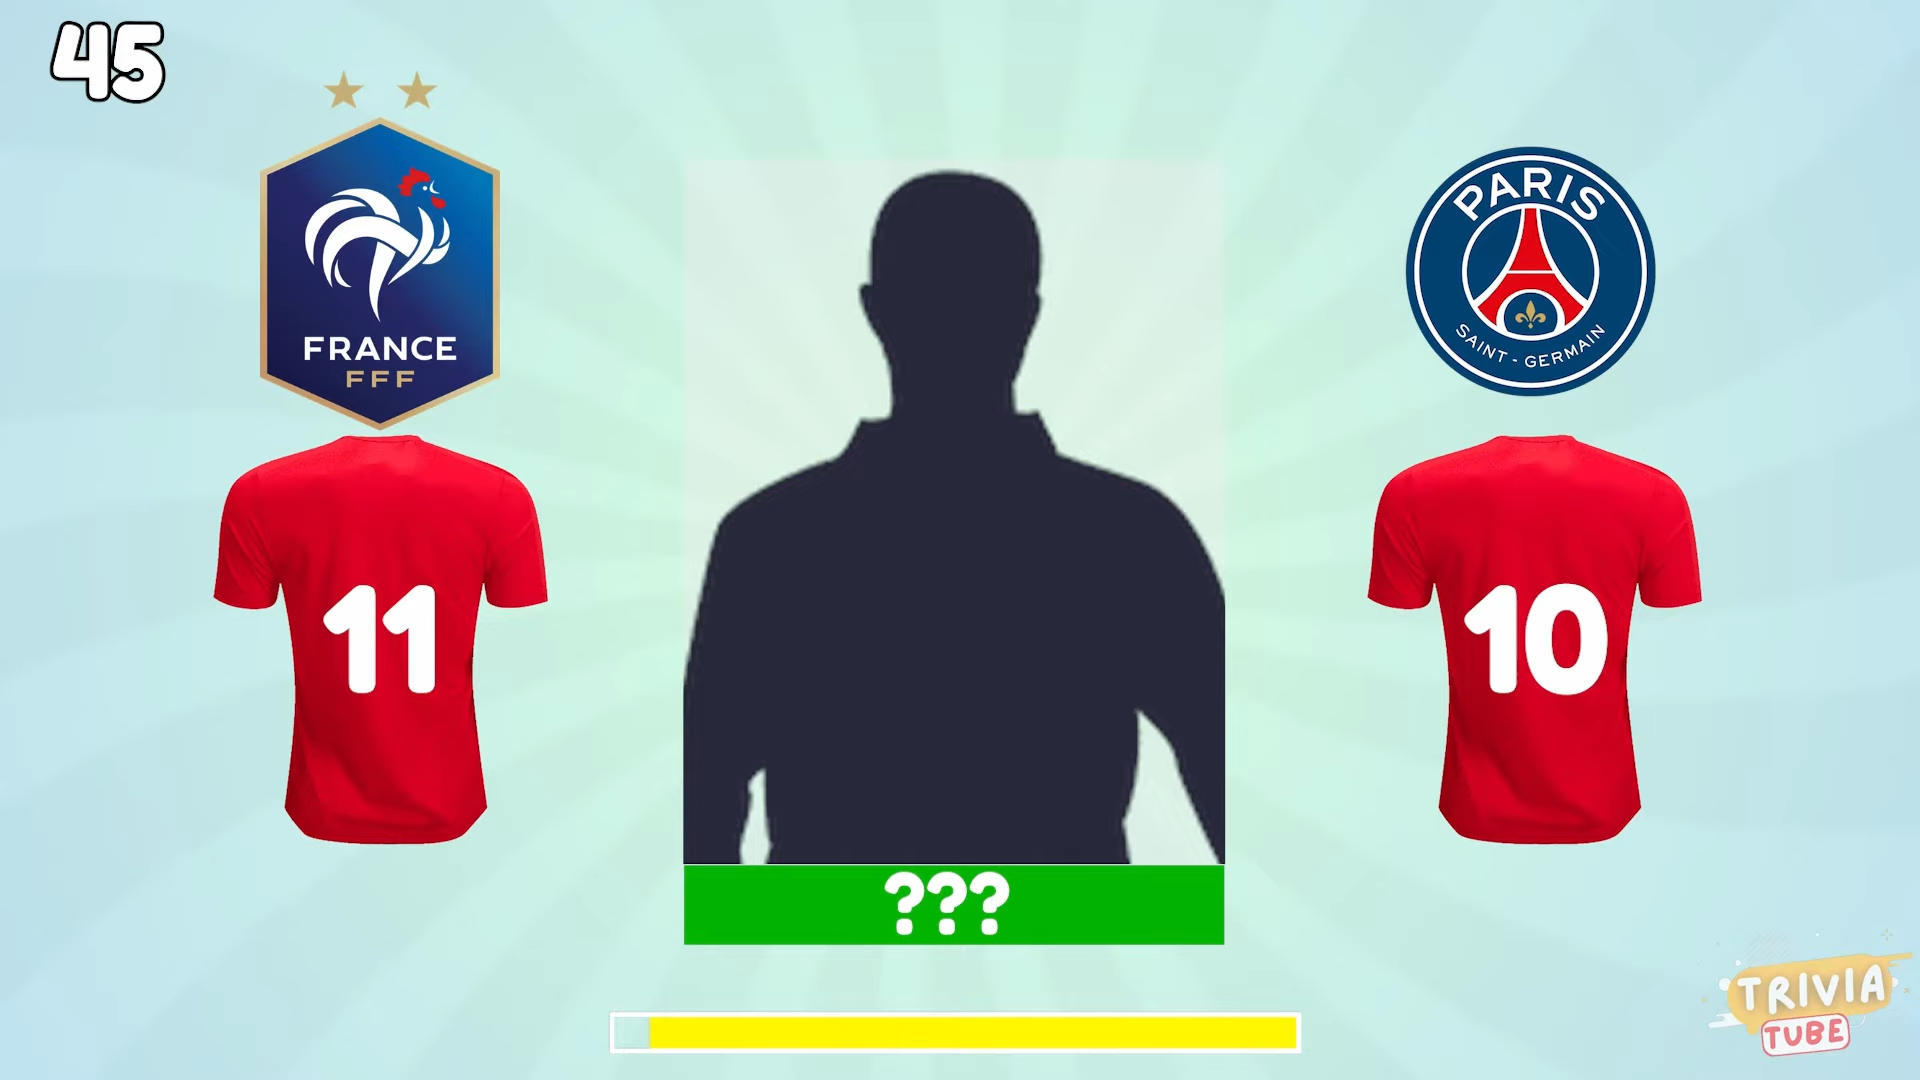 45
FRANCE
FFF
11
PARIS
SAINT - GERMAIN
10
???
TRIVIA
TUBE